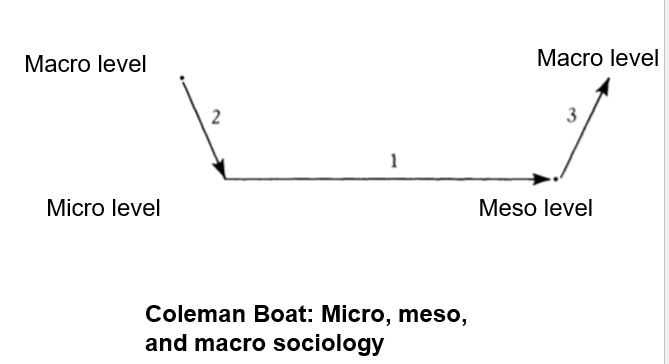 Macro level
Macro level
2
3
1
Micro level
Meso level
Coleman Boat: Micro, meso,
and macro sociology